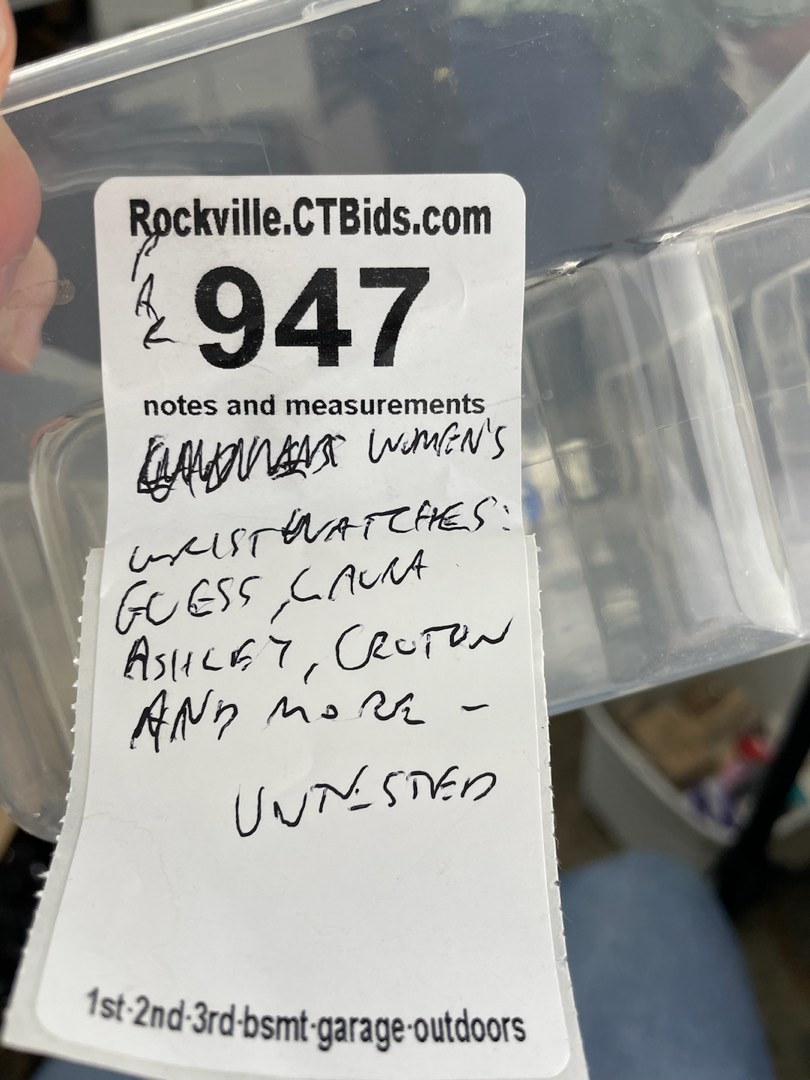 Rockville.CTBids.com
947
notes and measurements
WOMEN'S
WRISTWATCHES:
GUESS, LAURA
ASHLEY, CROTON
AND MORE -
UNTESTED
1st-2nd-3rd-bsmt-garage-outdoors